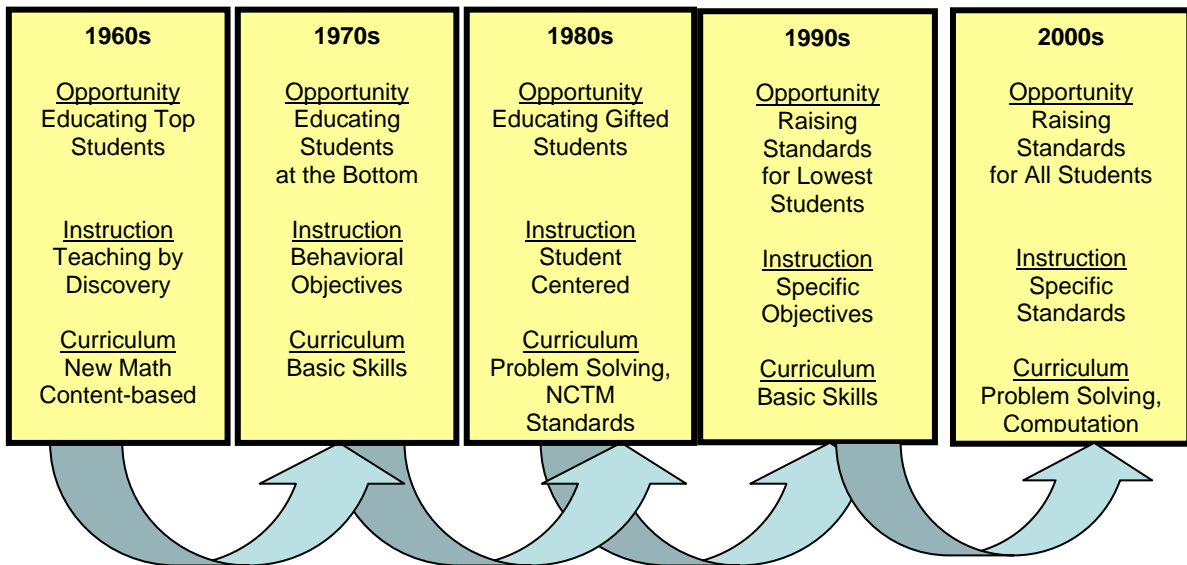 1960s
Opportunity
Educating Top
Students
Instruction
Teaching by
Discovery
Curriculum
New Math
Content-based
1970s
Opportunity
Educating
Students
at the Bottom
Instruction
Behavioral
Objectives
Curriculum
Basic Skills
1980s
Opportunity
Educating Gifted
Students
Instruction
Student
Centered
Curriculum
Problem Solving,
NCTM
Standards
1990s
Opportunity
Raising
Standards
for Lowest
Students
Instruction
Specific
Objectives
Curriculum
Basic Skills
2000s
Opportunity
Raising
Standards
for All Students
Instruction
Specific
Standards
Curriculum
Problem Solving,
Computation